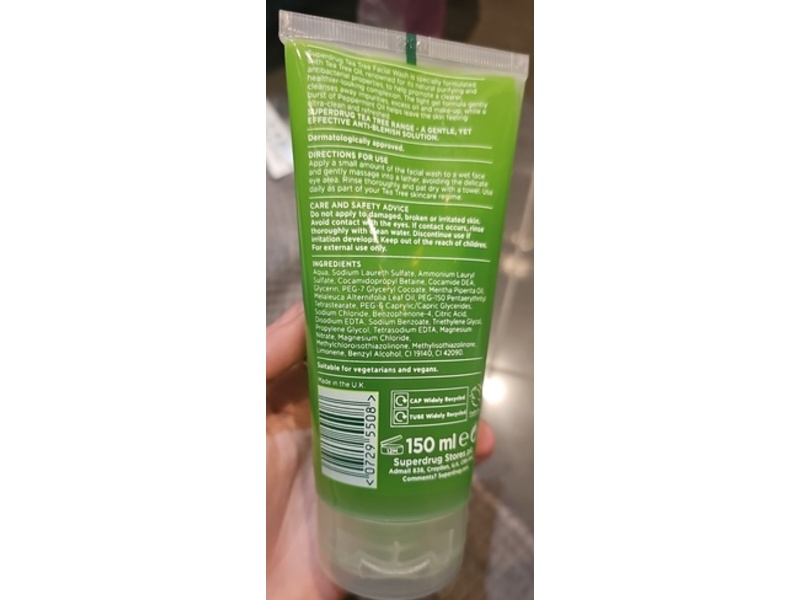 Superdrug Tea Tree Facial Wash is specially formulated
with Tea Tree Oil, renowned for its natural purifying and
antibacterial properties, to help promote a clearer,
healthier-looking complexion. The light gel formula gently
cleanses away impurities, excess oil and make-up, while a
burst of Peppermint Oil helps leave the skin feeling
ultra-clean and refreshed.
SUPERDRUG TEA TREE RANGE - A GENTLE, YET
EFFECTIVE ANTI-BLEMISH SOLUTION.
Dermatologically approved.
DIRECTIONS FOR USE
Apply a small amount of the facial wash to a wet face
and gently massage into a lather, avoiding the delicate
eye area. Rinse thoroughly and pat dry with a towel. Use
daily as part of your Tea Tree skincare regime.
CARE AND SAFETY ADVICE
Do not apply to damaged, broken or irritated skin.
Avoid contact with the eyes. If contact occurs, rinse
thoroughly with clean water. Discontinue use if
irritation develops. Keep out of the reach of children.
For external use only.
INGREDIENTS
Aqua, Sodium Laureth Sulfate, Ammonium Lauryl
Sulfate, Cocamidopropyl Betaine, Cocamide DEA,
Glycerin, PEG-7 Glyceryl Cocoate, Mentha Piperita Oil,
Melaleuca Alternifolia Leaf Oil, PEG-150 Pentaerythrityl
Tetrastearate, PEG-6 Caprylic/Capric Glycerides,
Sodium Chloride, Benzophenone-4, Citric Acid,
Disodium EDTA, Sodium Benzoate, Triethylene Glycol,
Propylene Glycol, Tetrasodium EDTA, Magnesium
Nitrate, Magnesium Chloride,
Methylchloroisothiazolinone, Methylisothiazolinone,
Limonene, Benzyl Alcohol, CI 19140, CI 42090.
Suitable for vegetarians and vegans.
Made in the U.K
CAP Widely Recycled
TUBE Widely Recycled
<0729 5508>
12M
150 ml e
Superdrug Stores plc
Admail 838, Croydon, U.K.
Comments? Superdrug.com